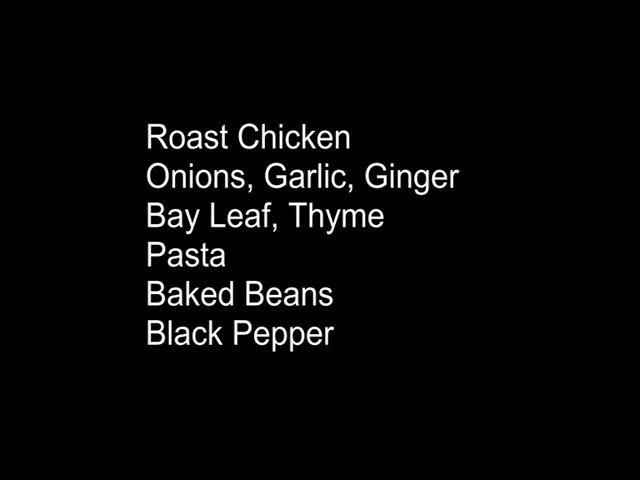 Roast Chicken
Onions, Garlic, Ginger
Bay Leaf, Thyme
Pasta
Baked Beans
Black Pepper